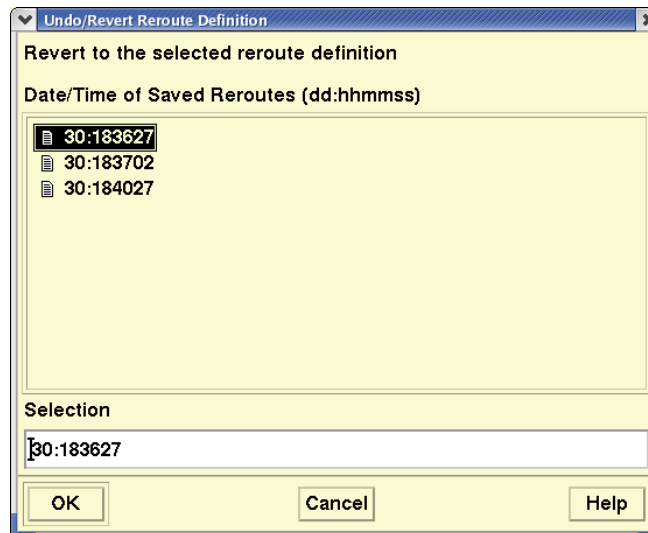 Undo/Revert Reroute Definition
Revert to the selected reroute definition
Date/Time of Saved Reroutes (dd:hhmmss)
30:183627
30:183702
30:184027
Selection
30:183627
OK Cancel Help